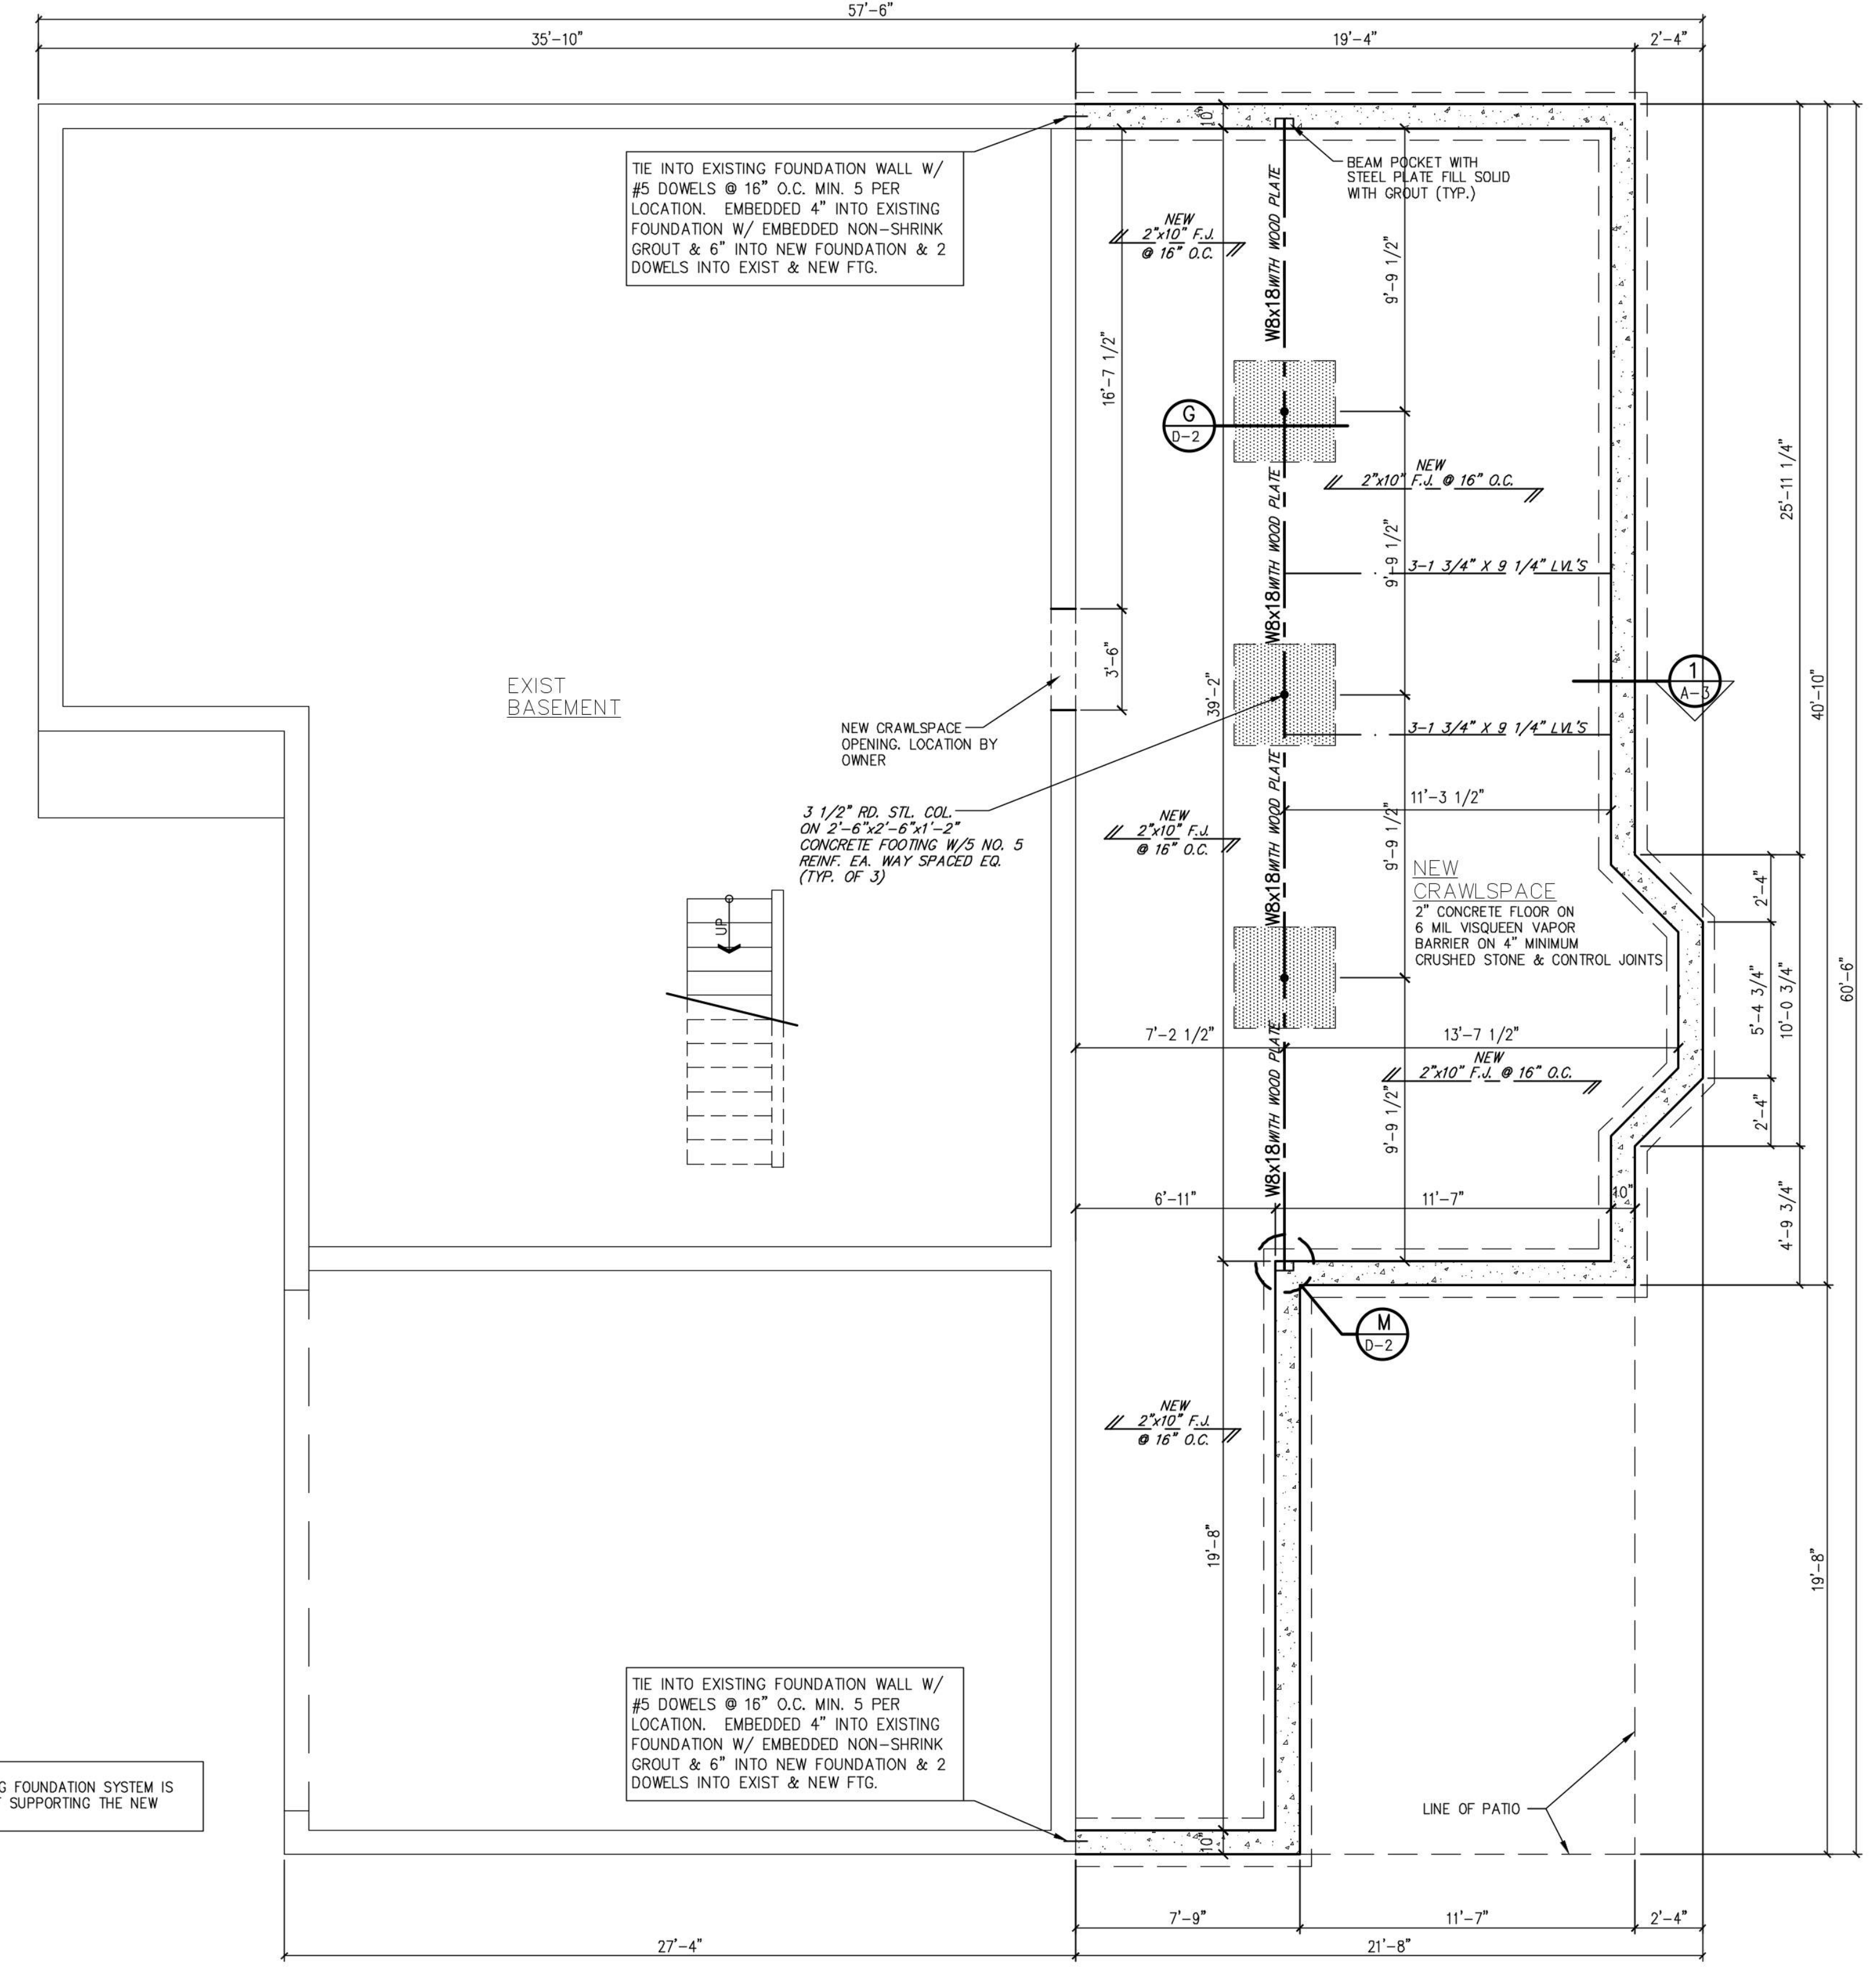 57'-6"
35'-10"
19'-4"
2'-4"
10"
TIE INTO EXISTING FOUNDATION WALL W/
#5 DOWELS @ 16" O.C. MIN. 5 PER
LOCATION. EMBEDDED 4" INTO EXISTING
FOUNDATION W/ EMBEDDED NON-SHRINK
GROUT & 6" INTO NEW FOUNDATION & 2
DOWELS INTO EXIST & NEW FTG.
BEAM POCKET WITH
STEEL PLATE FILL SOLID
WITH GROUT (TYP.)
NEW
2"x10" F.J.
@ 16" O.C.
W8x18 WITH WOOD PLATE
9'-9 1/2"
16'-7 1/2"
G
D-2
NEW
2"x10" F.J. @ 16" O.C.
25'-11 1/4"
W8x18 WITH WOOD PLATE
9'-9 1/2"
3-1 3/4" X 9 1/4" LVL'S
3'-6"
39'-2"
1
A-3
40'-10"
EXIST
BASEMENT
NEW CRAWLSPACE
OPENING. LOCATION BY
OWNER
3-1 3/4" X 9 1/4" LVL'S
11'-3 1/2"
3 1/2" RD. STL. COL.
ON 2'-6"x2'-6"x1'-2"
CONCRETE FOOTING W/5 NO. 5
REINF. EA. WAY SPACED EQ.
(TYP. OF 3)
NEW
2"x10" F.J.
@ 16" O.C.
W8x18 WITH WOOD PLATE
9'-9 1/2"
NEW
CRAWLSPACE
2" CONCRETE FLOOR ON
6 MIL VISQUEEN VAPOR
BARRIER ON 4" MINIMUM
CRUSHED STONE & CONTROL JOINTS
2'-4"
UP
5'-4 3/4"
10'-0 3/4"
60'-6"
7'-2 1/2"
13'-7 1/2"
NEW
2"x10" F.J. @ 16" O.C.
W8x18 WITH WOOD PLATE
9'-9 1/2"
2'-4"
6'-11"
11'-7"
10"
4'-9 3/4"
M
D-2
NEW
2"x10" F.J.
@ 16" O.C.
19'-8"
19'-8"
TIE INTO EXISTING FOUNDATION WALL W/
#5 DOWELS @ 16" O.C. MIN. 5 PER
LOCATION. EMBEDDED 4" INTO EXISTING
FOUNDATION W/ EMBEDDED NON-SHRINK
GROUT & 6" INTO NEW FOUNDATION & 2
DOWELS INTO EXIST & NEW FTG.
FOUNDATION SYSTEM IS
SUPPORTING THE NEW
LINE OF PATIO
10"
7'-9"
11'-7"
2'-4"
27'-4"
21'-8"